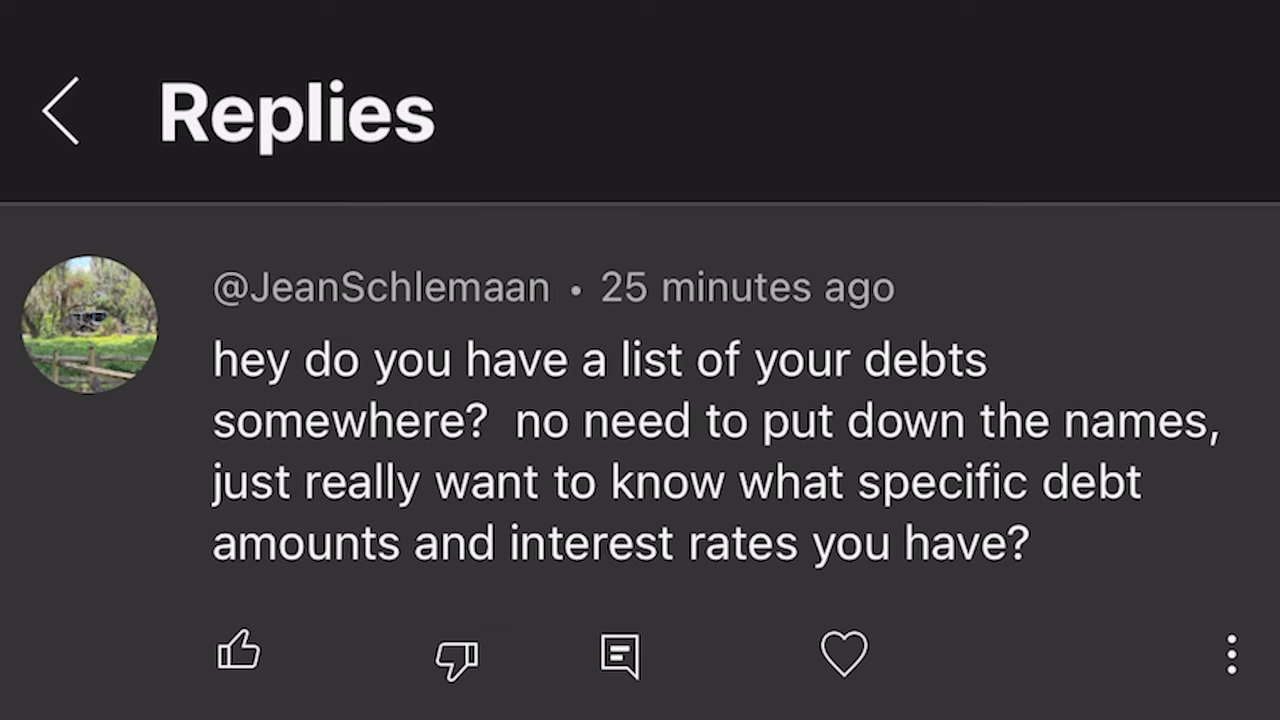 Replies
@JeanSchlemaan • 25 minutes ago
hey do you have a list of your debts
somewhere?  no need to put down the names,
just really want to know what specific debt
amounts and interest rates you have?